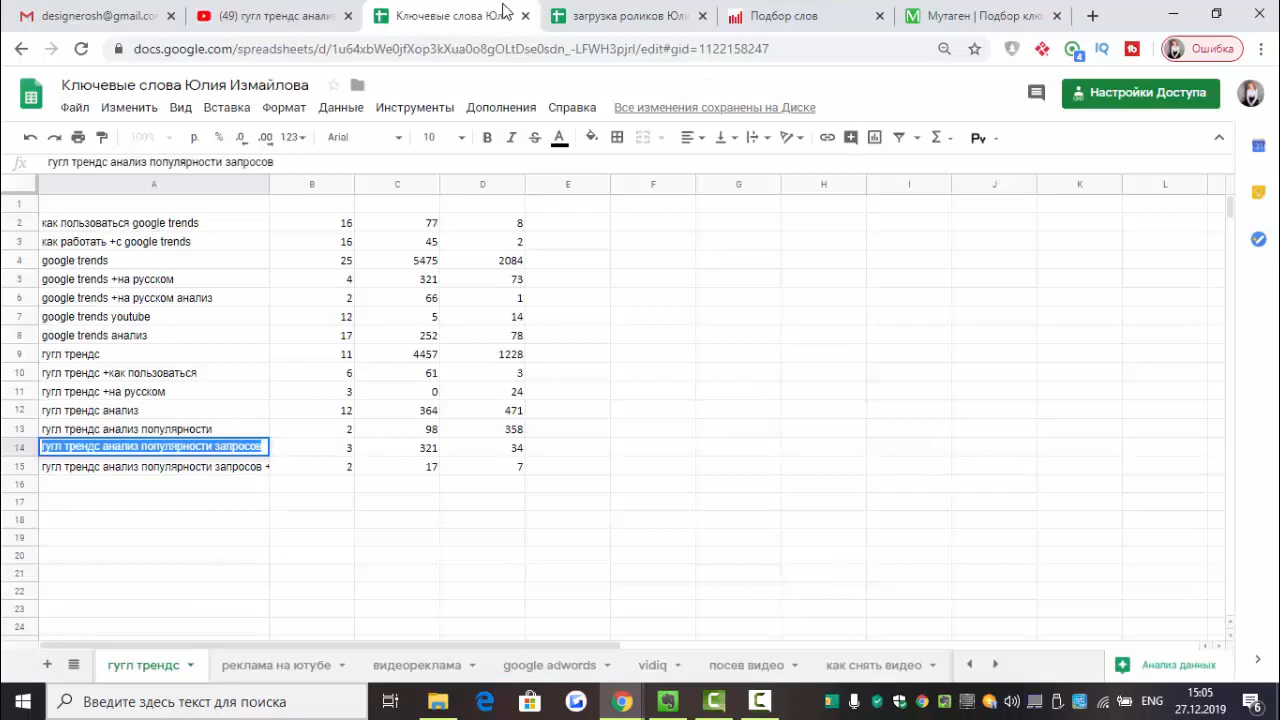 designerosh@gmail.co
(49) гугл трендс анализ
Ключевые слова Юл
загрузка роликов Юли
Подбор слов
Мутаген | Подбор клю
docs.google.com/spreadsheets/d/1u64xbWe0jfXop3kXua0o8gOLtDse0sdn_-LFWH3pjrI/edit#gid=1122158247
4
IQ
Ошибка
Ключевые слова Юлия Измайлова
Файл Изменить Вид Вставка Формат Данные Инструменты Дополнения Справка Все изменения сохранены на Диске
Настройки Доступа
100% р. % .0 .00 123 Arial 10 B I S A Σ Ру
fx гугл трендс анализ популярности запросов
A B C D E F G H I J K L
1
2 как пользоваться google trends 16 77 8
3 как работать +с google trends 16 45 2
4 google trends 25 5475 2084
5 google trends +на русском 4 321 73
6 google trends +на русском анализ 2 66 1
7 google trends youtube 12 5 14
8 google trends анализ 17 252 78
9 гугл трендс 11 4457 1228
10 гугл трендс +как пользоваться 6 61 3
11 гугл трендс +на русском 3 0 24
12 гугл трендс анализ 12 364 471
13 гугл трендс анализ популярности 2 98 358
14 гугл трендс анализ популярности запросов 3 321 34
15 гугл трендс анализ популярности запросов + 2 17 7
16
17
18
19
20
21
22
23
24
гугл трендс реклама на ютубе видеореклама google adwords vidiq посев видео как снять видео Анализ данных
Введите здесь текст для поиска
ENG
15:05
27.12.2019
6